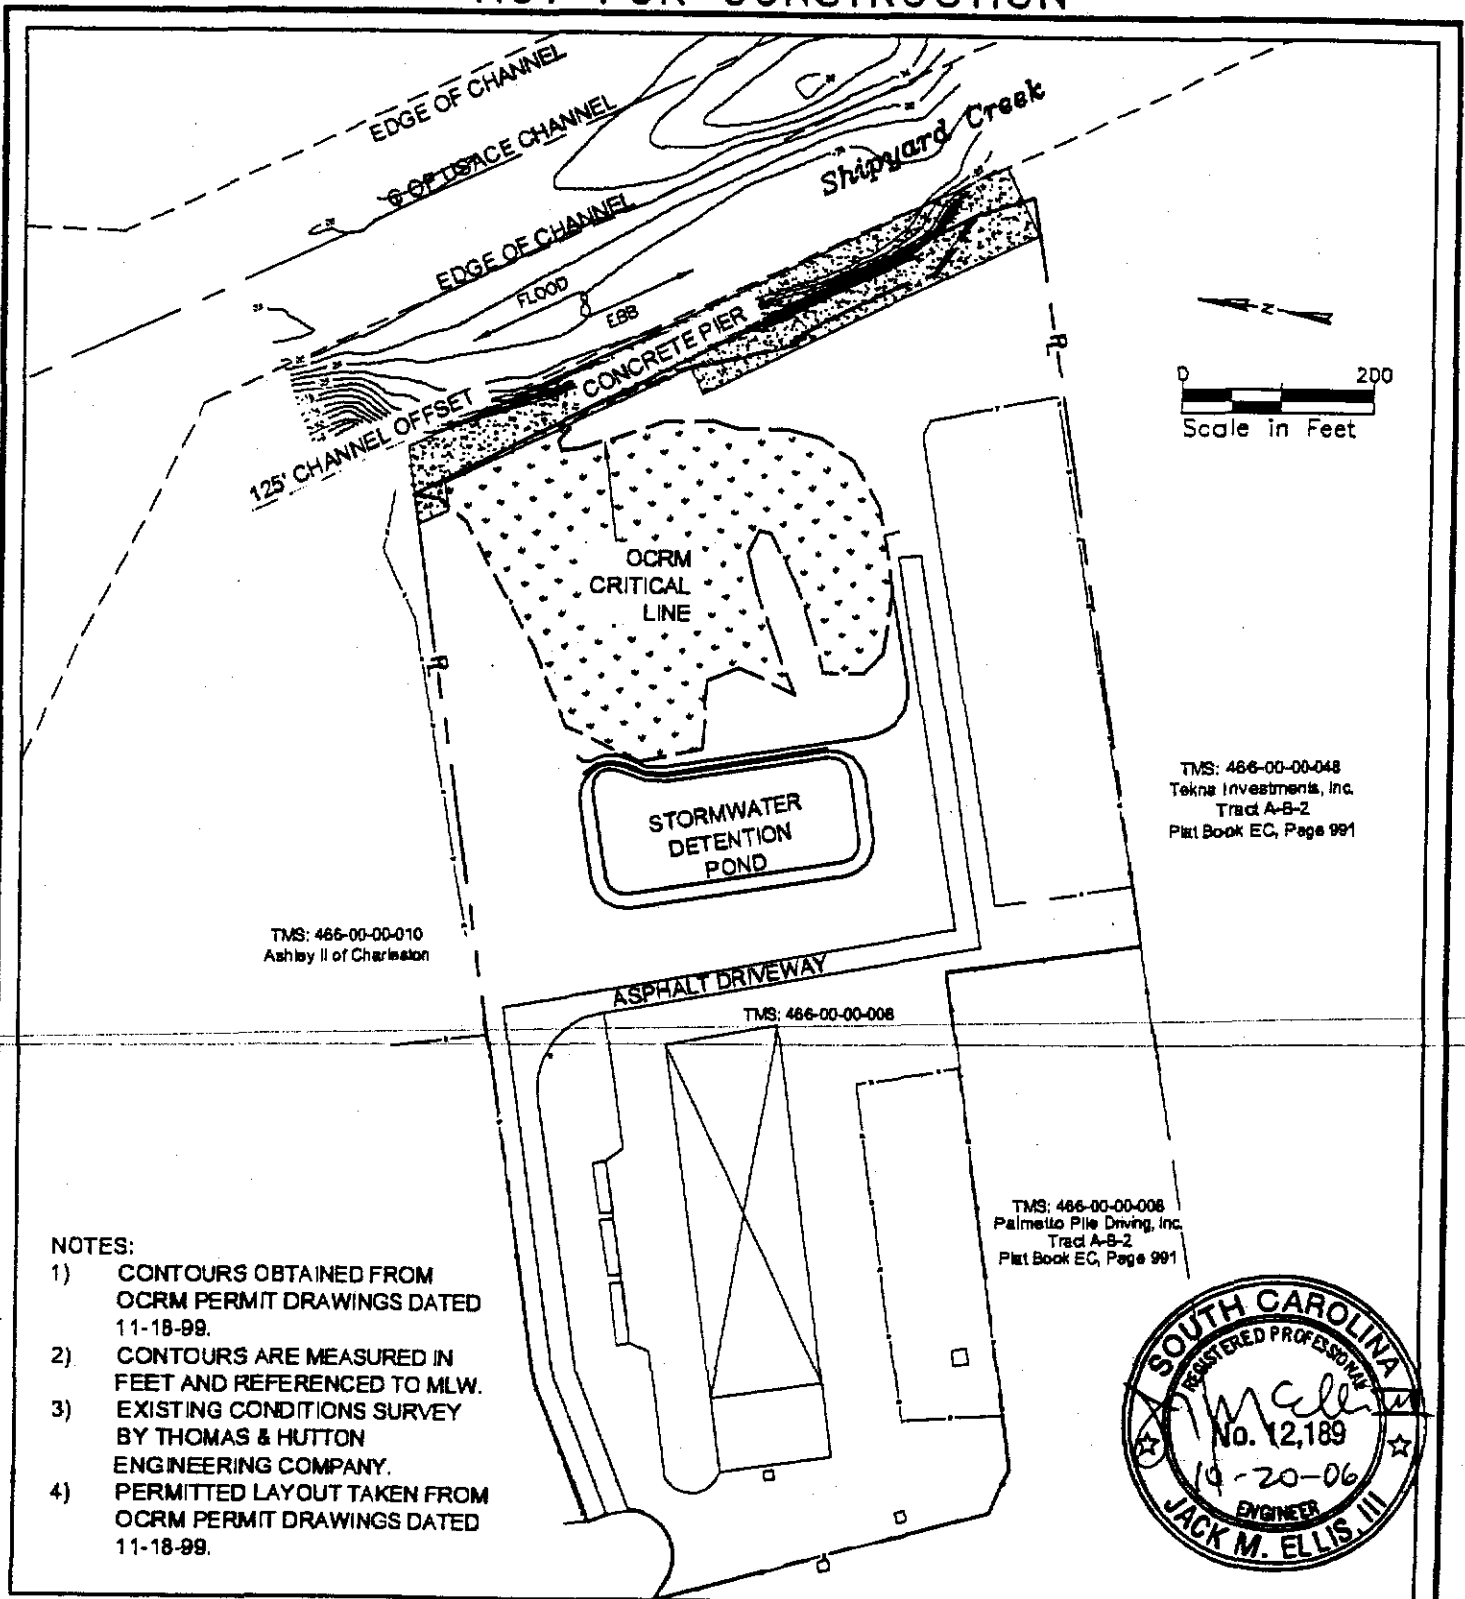 NOT FOR CONSTRUCTION
EDGE OF CHANNEL
OF USACE CHANNEL
Shipyard Creek
EDGE OF CHANNEL
FLOOD
EBB
CONCRETE PIER
125' CHANNEL OFFSET
N
0 200
Scale in Feet
OCRM
CRITICAL
LINE
PL
PL
STORMWATER
DETENTION
POND
TMS: 466-00-00-048
Tekna Investments, Inc.
Tract A-B-2
Plat Book EC, Page 991
TMS: 466-00-00-010
Ashley II of Charleston
ASPHALT DRIVEWAY
TMS: 466-00-00-008
TMS: 466-00-00-008
Palmetto Pile Driving, Inc.
Tract A-B-2
Plat Book EC, Page 991
NOTES:
1) CONTOURS OBTAINED FROM
OCRM PERMIT DRAWINGS DATED
11-18-99.
2) CONTOURS ARE MEASURED IN
FEET AND REFERENCED TO MLW.
3) EXISTING CONDITIONS SURVEY
BY THOMAS & HUTTON
ENGINEERING COMPANY.
4) PERMITTED LAYOUT TAKEN FROM
OCRM PERMIT DRAWINGS DATED
11-18-99.
SOUTH CAROLINA
REGISTERED PROFESSIONAL
No. 12,189
10-20-06
ENGINEER
JACK M. ELLIS, III